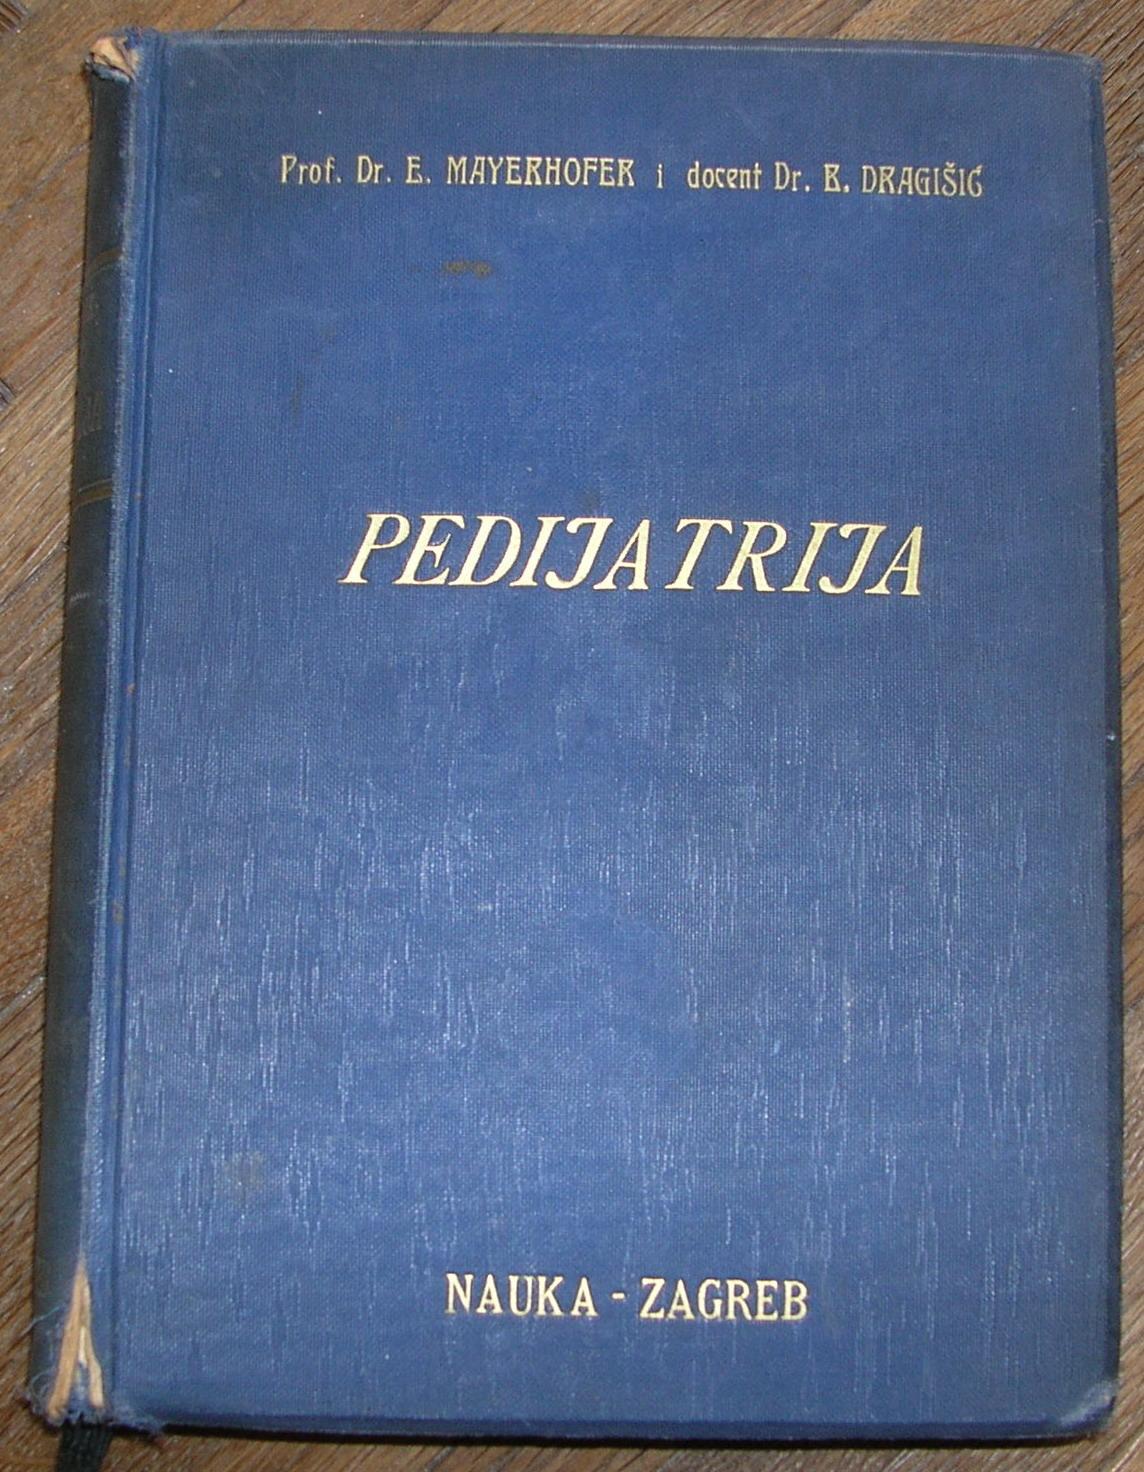 Prof. Dr. E. MAYERHOFER i docent Dr. B. DRAGIŠIĆ
PEDIJATRIJA
NAUKA - ZAGREB